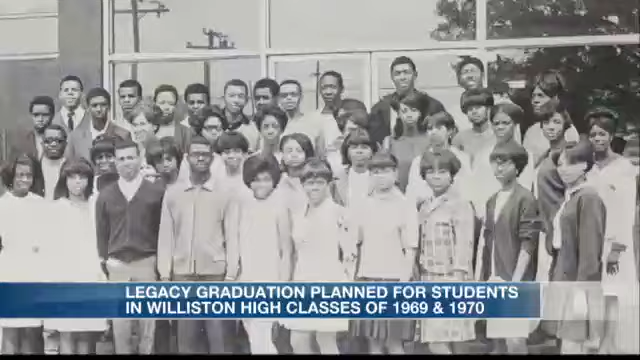 LEGACY GRADUATION PLANNED FOR STUDENTS
IN WILLISTON HIGH CLASSES OF 1969 & 1970